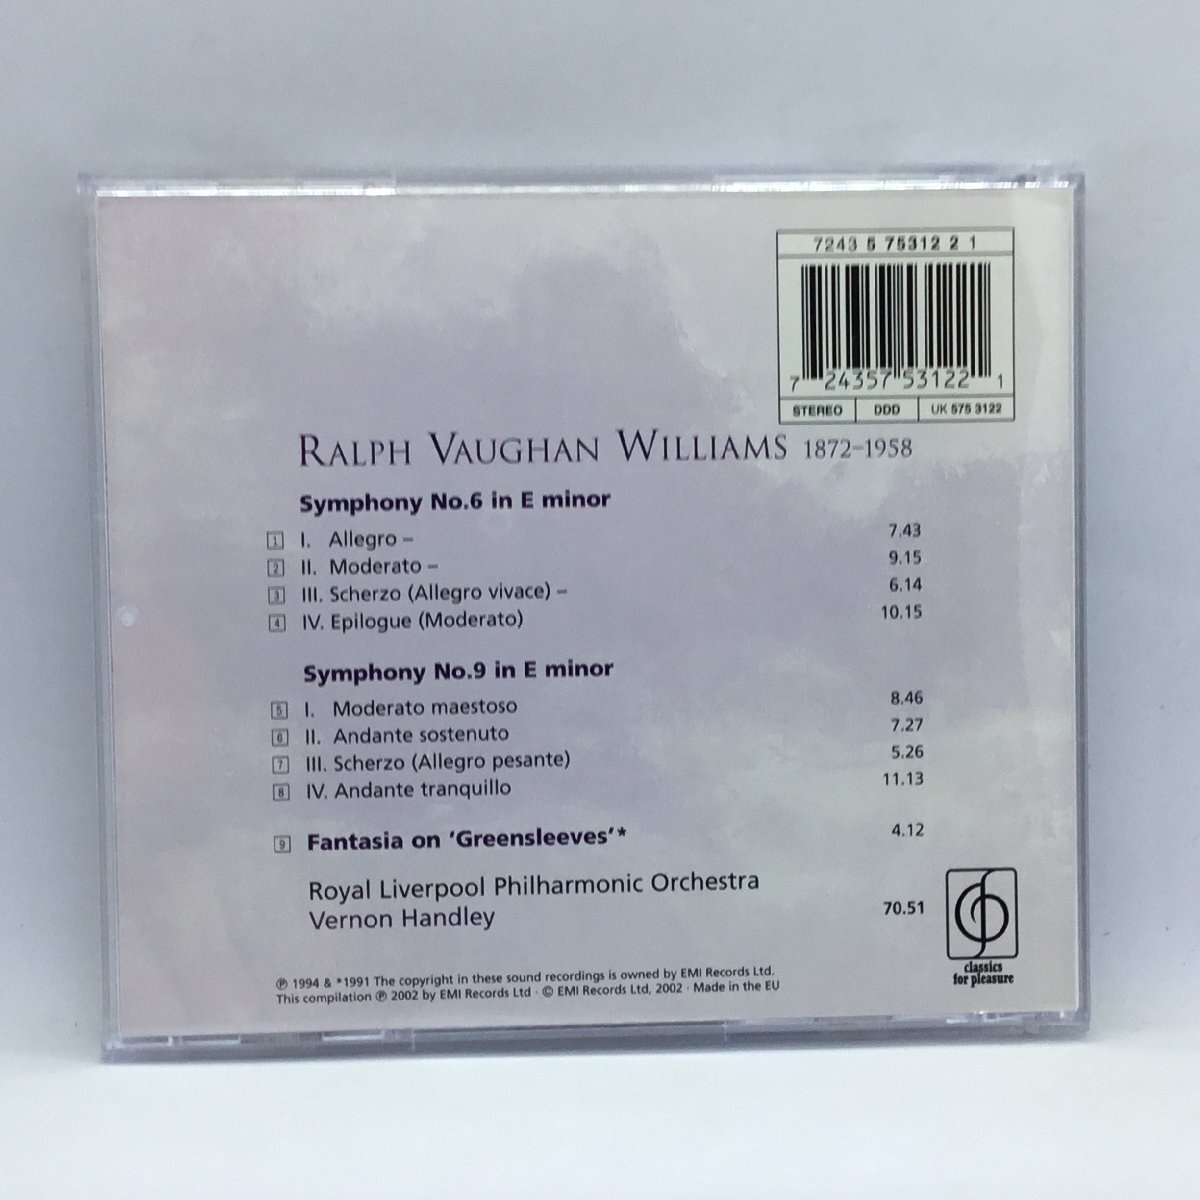 7243 5 75312 2 1
7 24357 53122 1
STEREO DDD UK 575 3122
RALPH VAUGHAN WILLIAMS 1872–1958
Symphony No.6 in E minor
1 I. Allegro – 7.43
2 II. Moderato – 9.15
3 III. Scherzo (Allegro vivace) – 6.14
4 IV. Epilogue (Moderato) 10.15
Symphony No.9 in E minor
5 I. Moderato maestoso 8.46
6 II. Andante sostenuto 7.27
7 III. Scherzo (Allegro pesante) 5.26
8 IV. Andante tranquillo 11.13
9 Fantasia on ‘Greensleeves’* 4.12
Royal Liverpool Philharmonic Orchestra
Vernon Handley 70.51
℗ 1994 & *1991 The copyright in these sound recordings is owned by EMI Records Ltd.
This compilation ℗ 2002 by EMI Records Ltd · © EMI Records Ltd, 2002 · Made in the EU
classics
for pleasure